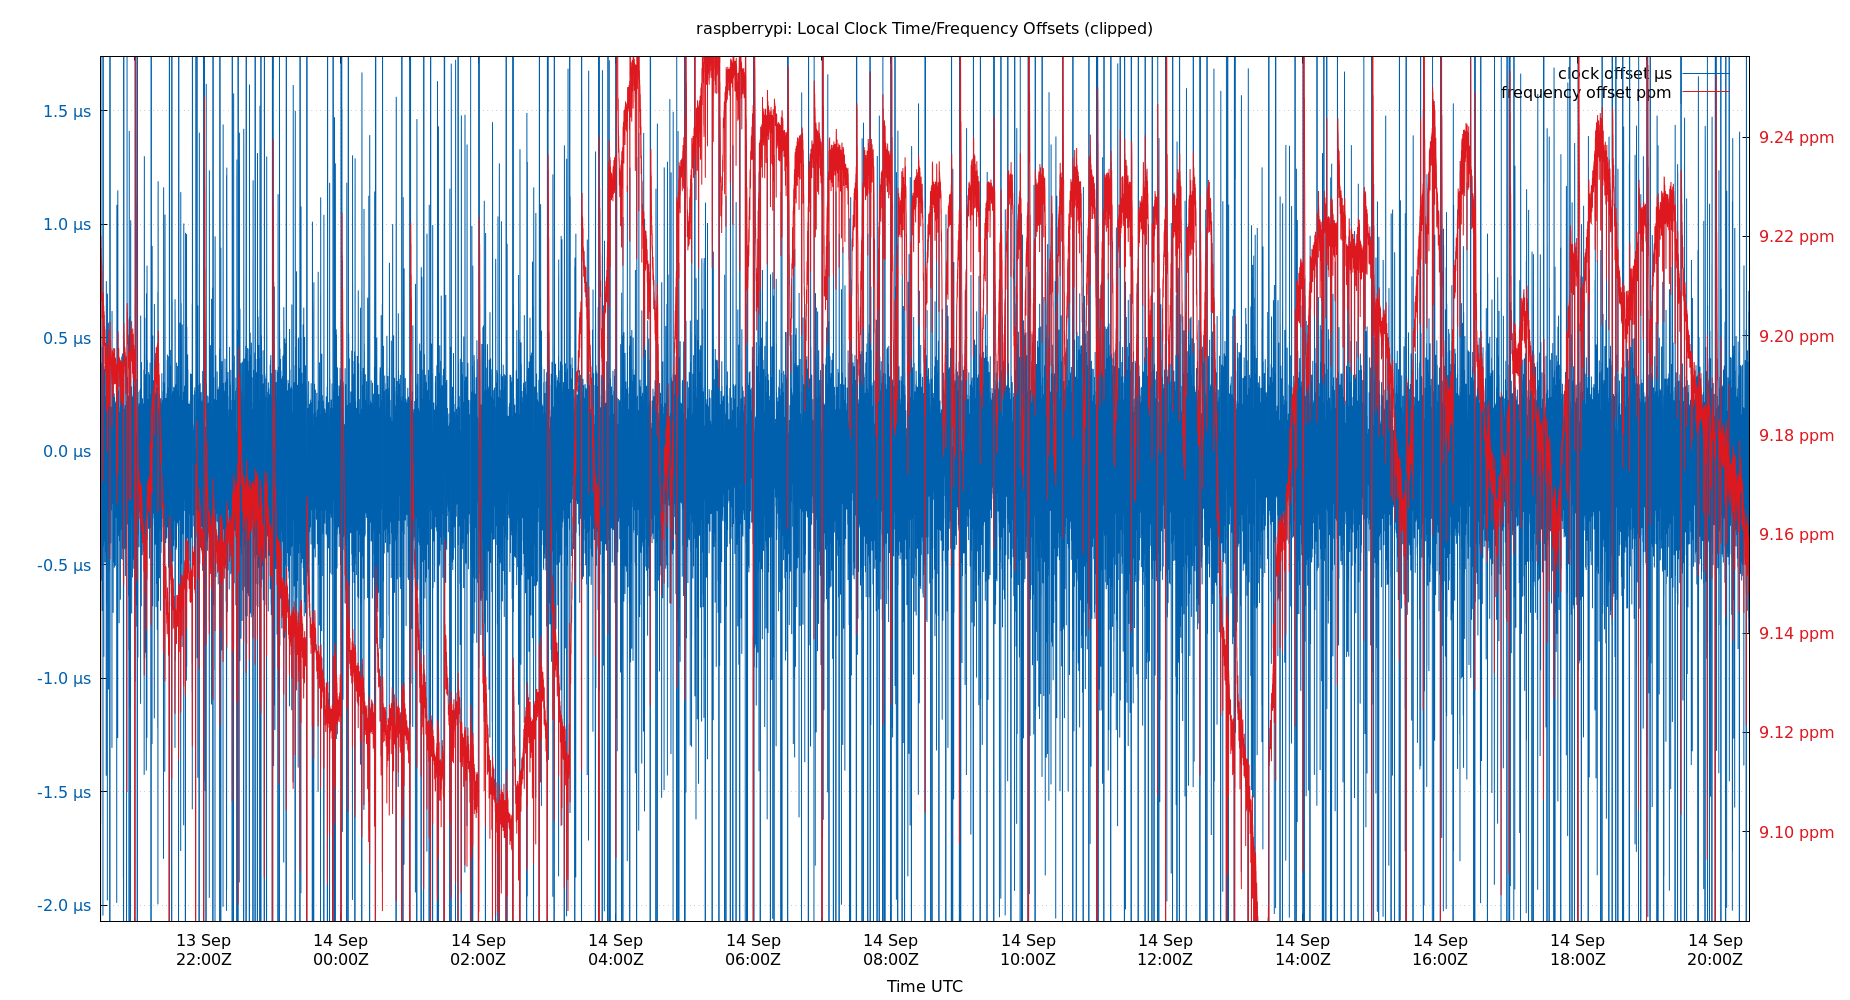 raspberrypi: Local Clock Time/Frequency Offsets (clipped)
clock offset µs
frequency offset ppm
1.5 µs
1.0 µs
0.5 µs
0.0 µs
-0.5 µs
-1.0 µs
-1.5 µs
-2.0 µs
9.24 ppm
9.22 ppm
9.20 ppm
9.18 ppm
9.16 ppm
9.14 ppm
9.12 ppm
9.10 ppm
13 Sep
22:00Z
14 Sep
00:00Z
14 Sep
02:00Z
14 Sep
04:00Z
14 Sep
06:00Z
14 Sep
08:00Z
14 Sep
10:00Z
14 Sep
12:00Z
14 Sep
14:00Z
14 Sep
16:00Z
14 Sep
18:00Z
14 Sep
20:00Z
Time UTC